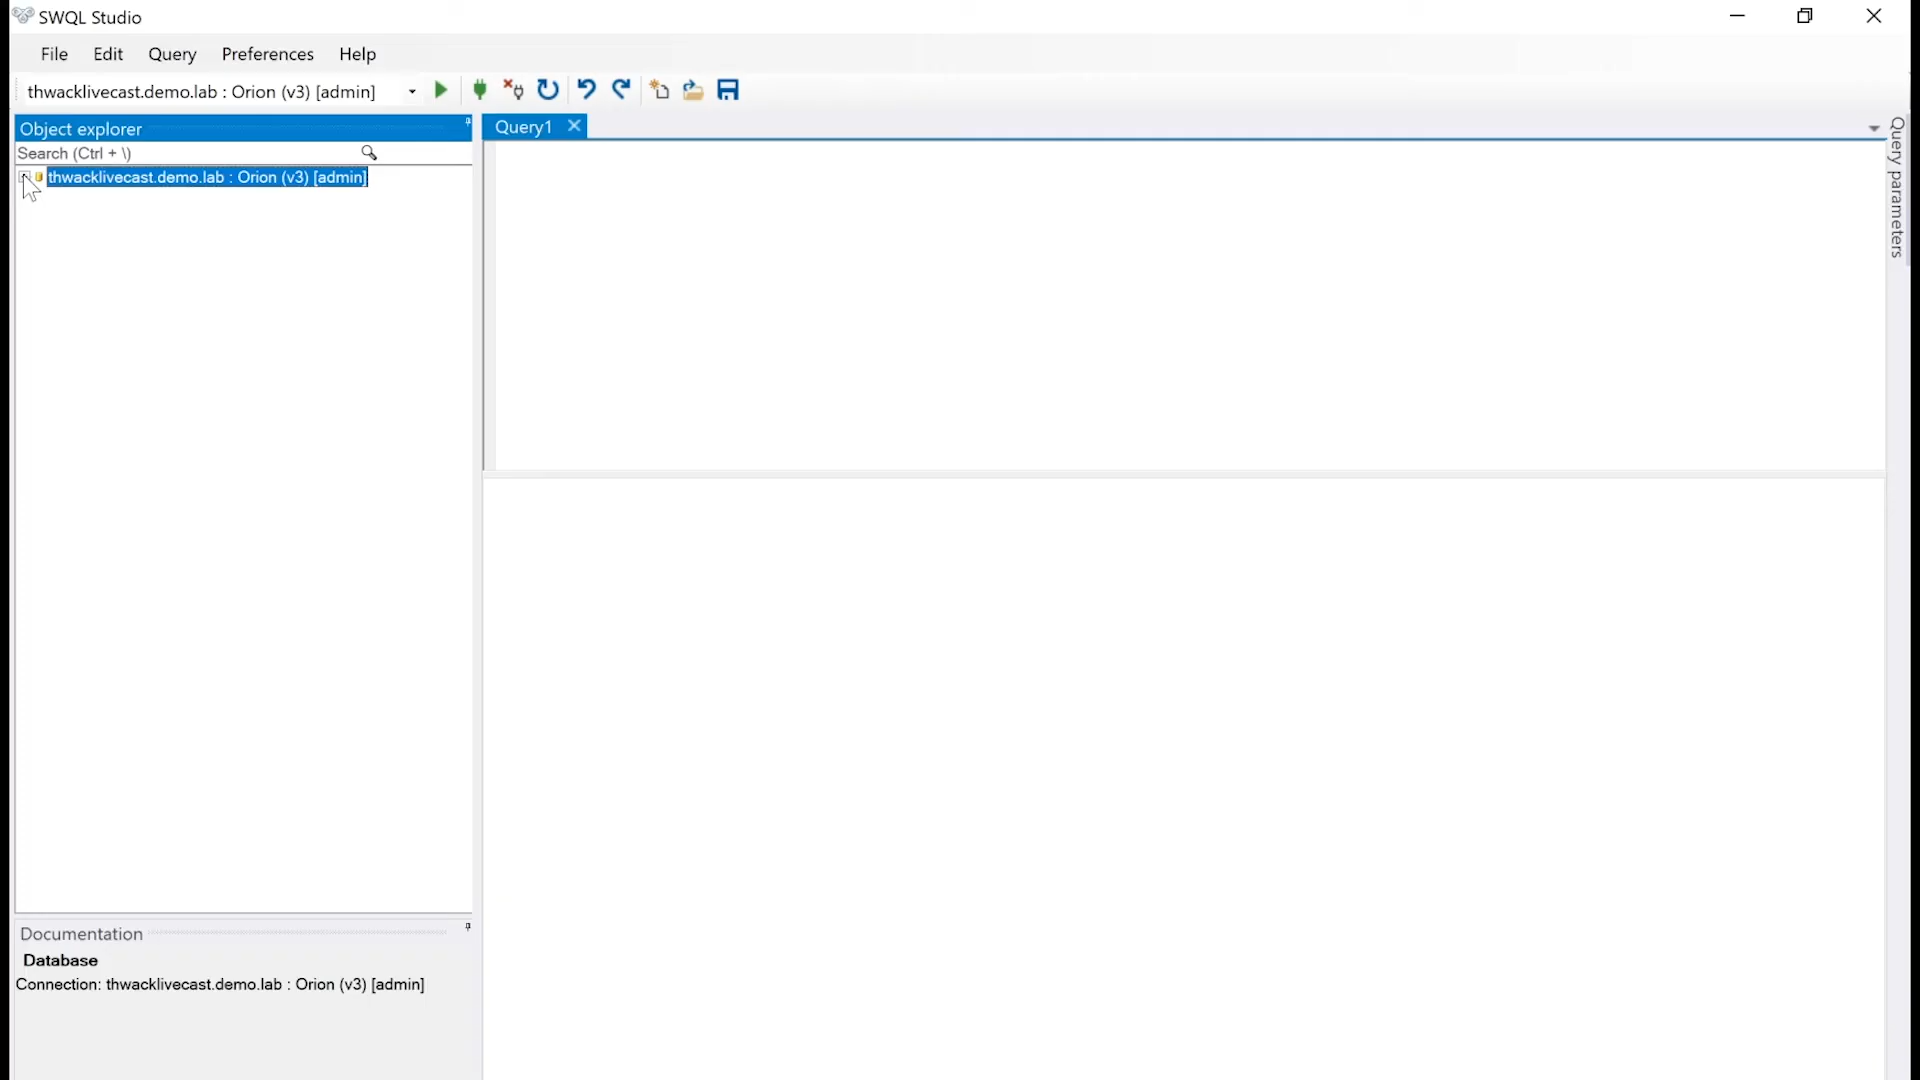 SWQL Studio
File Edit Query Preferences Help
thwacklivecast.demo.lab : Orion (v3) [admin]
Object explorer
Query1
Search (Ctrl + \)
thwacklivecast.demo.lab : Orion (v3) [admin]
Query parameters
Documentation
Database
Connection: thwacklivecast.demo.lab : Orion (v3) [admin]